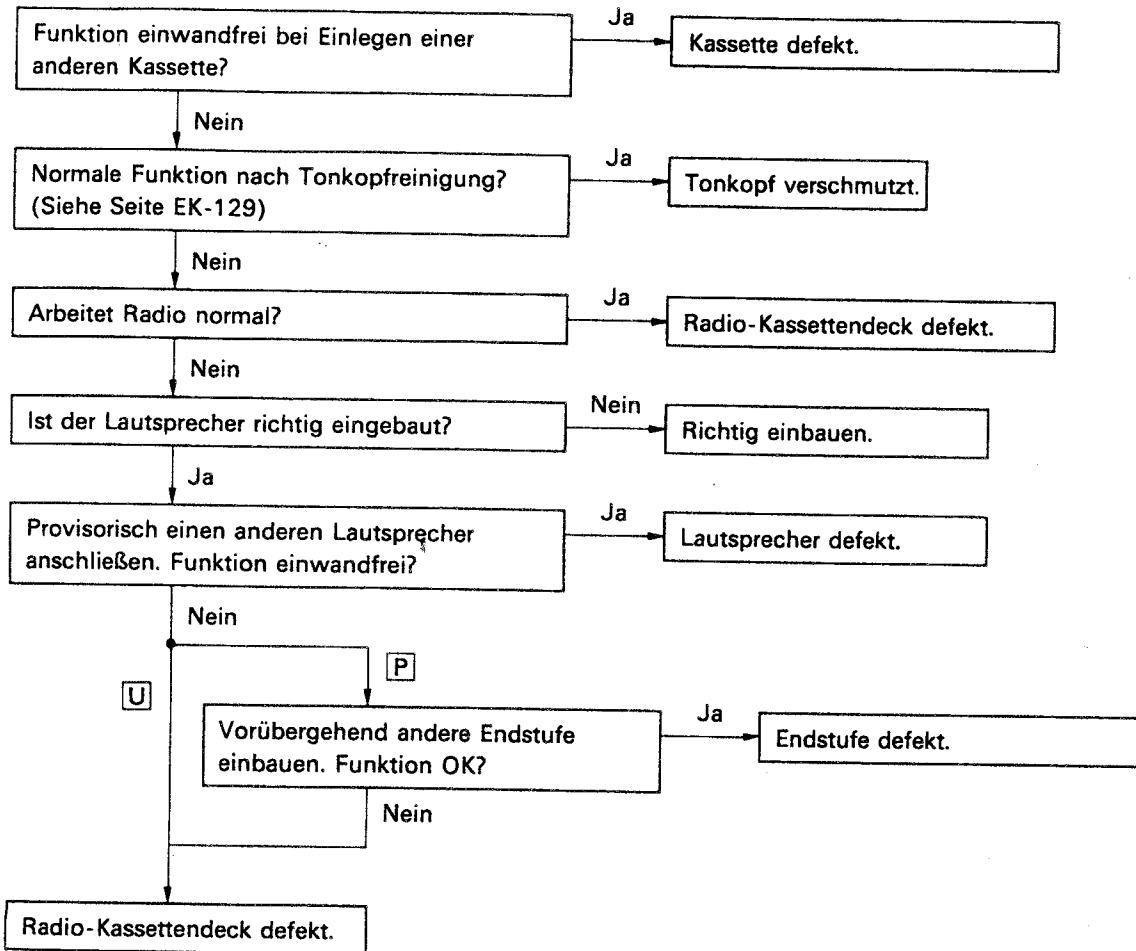 Funktion einwandfrei bei Einlegen einer
anderen Kassette?
Ja
Kassette defekt.
Nein
Normale Funktion nach Tonkopfreinigung?
(Siehe Seite EK-129)
Ja
Tonkopf verschmutzt.
Nein
Arbeitet Radio normal?
Ja
Radio-Kassettendeck defekt.
Nein
Ist der Lautsprecher richtig eingebaut?
Nein
Richtig einbauen.
Ja
Provisorisch einen anderen Lautsprecher
anschließen. Funktion einwandfrei?
Ja
Lautsprecher defekt.
Nein
U
P
Vorübergehend andere Endstufe
einbauen. Funktion OK?
Ja
Endstufe defekt.
Nein
Radio-Kassettendeck defekt.